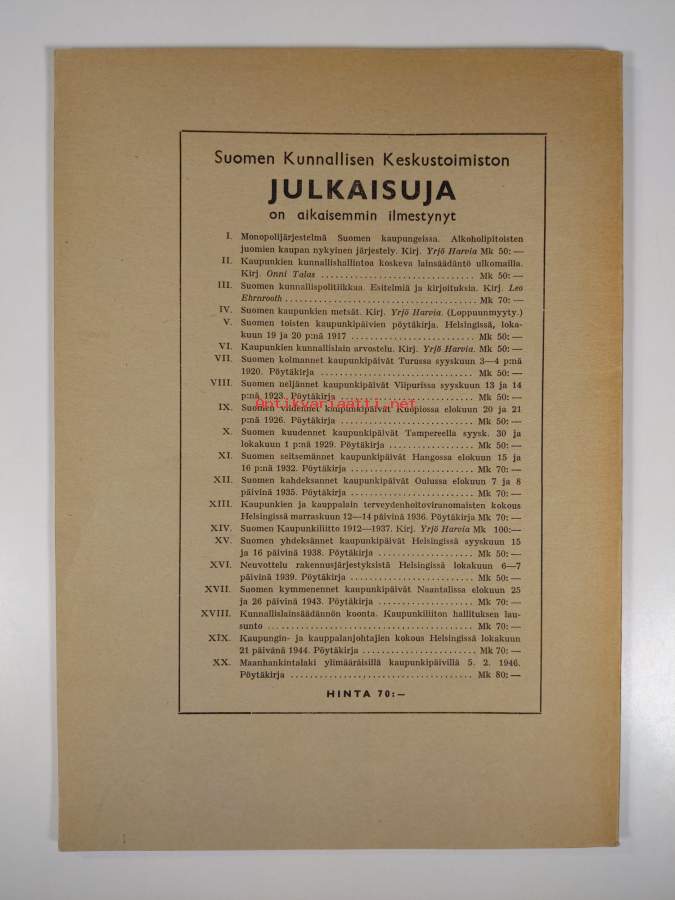 Suomen Kunnallisen Keskustoimiston
JULKAISUJA
on aikaisemmin ilmestynyt
I. Monopolijärjestelmä Suomen kaupungeissa. Alkoholipitoisten
juomien kaupan nykyinen järjestely. Kirj. Yrjö Harvia Mk 50: —
II. Kaupunkien kunnallishallintoa koskeva lainsäädäntö ulkomailla.
Kirj. Onni Talas ........................................ Mk 50: —
III. Suomen kunnallispolitiikkua. Esitelmiä ja kirjoituksia. Kirj. Leo
Ehrnrooth ........................................ Mk 70: —
IV. Suomen kaupunkien metsät. Kirj. Yrjö Harvia. (Loppuunmyyty.)
V. Suomen toisten kaupunkipäivien pöytäkirja. Helsingissä, loka-
kuun 19 ja 20 p:nä 1917 ........................ Mk 50: —
VI. Kaupunkien kunnallislain arvostelu. Kirj. Yrjö Harvia. Mk 50: —
VII. Suomen kolmannet kaupunkipäivät Turussa syyskuun 3—4 p:nä
1920. Pöytäkirja ........................ Mk 50: —
VIII. Suomen neljännet kaupunkipäivät Viipurissa syyskuun 13 ja 14
p:nä 1923. Pöytäkirja ........................ Mk 50: —
Antikvariaatti.net
IX. Suomen viidennet kaupunkipäivät Kuopiossa elokuun 20 ja 21
p:nä 1926. Pöytäkirja ........................ Mk 50: —
X. Suomen kuudennet kaupunkipäivät Tampereella syysk. 30 ja
lokakuun 1 p:nä 1929. Pöytäkirja .................... Mk 50: —
XI. Suomen seitsemännet kaupunkipäivät Hangossa elokuun 15 ja
16 p:nä 1932. Pöytäkirja ........................ Mk 70: —
XII. Suomen kahdeksannet kaupunkipäivät Oulussa elokuun 7 ja 8
päivinä 1935. Pöytäkirja ........................ Mk 70: —
XIII. Kaupunkien ja kauppalain terveydenhoitoviranomaisten kokous
Helsingissä marraskuun 12—14 päivinä 1936. Pöytäkirja Mk 70: —
XIV. Suomen Kaupunkiliitto 1912—1937. Kirj. Yrjö Harvia Mk 100: —
XV. Suomen yhdeksännet kaupunkipäivät Helsingissä syyskuun 15
ja 16 päivinä 1938. Pöytäkirja .................... Mk 50: —
XVI. Neuvottelu rakennusjärjestyksistä Helsingissä lokakuun 6—7
päivinä 1939. Pöytäkirja ........................ Mk 50: —
XVII. Suomen kymmenennet kaupunkipäivät Naantalissa elokuun 25
ja 26 päivinä 1943. Pöytäkirja .................... Mk 70: —
XVIII. Kunnallislainsäädännön koonta. Kaupunkiliiton hallituksen lau-
sunto ........................................ Mk 70: —
XIX. Kaupungin- ja kauppalanjohtajien kokous Helsingissä lokakuun
21 päivänä 1944. Pöytäkirja ........................ Mk 70: —
XX. Maanhankintalaki ylimääräisillä kaupunkipäivillä 5. 2. 1946.
Pöytäkirja ........................................ Mk 80: —
HINTA 70: —